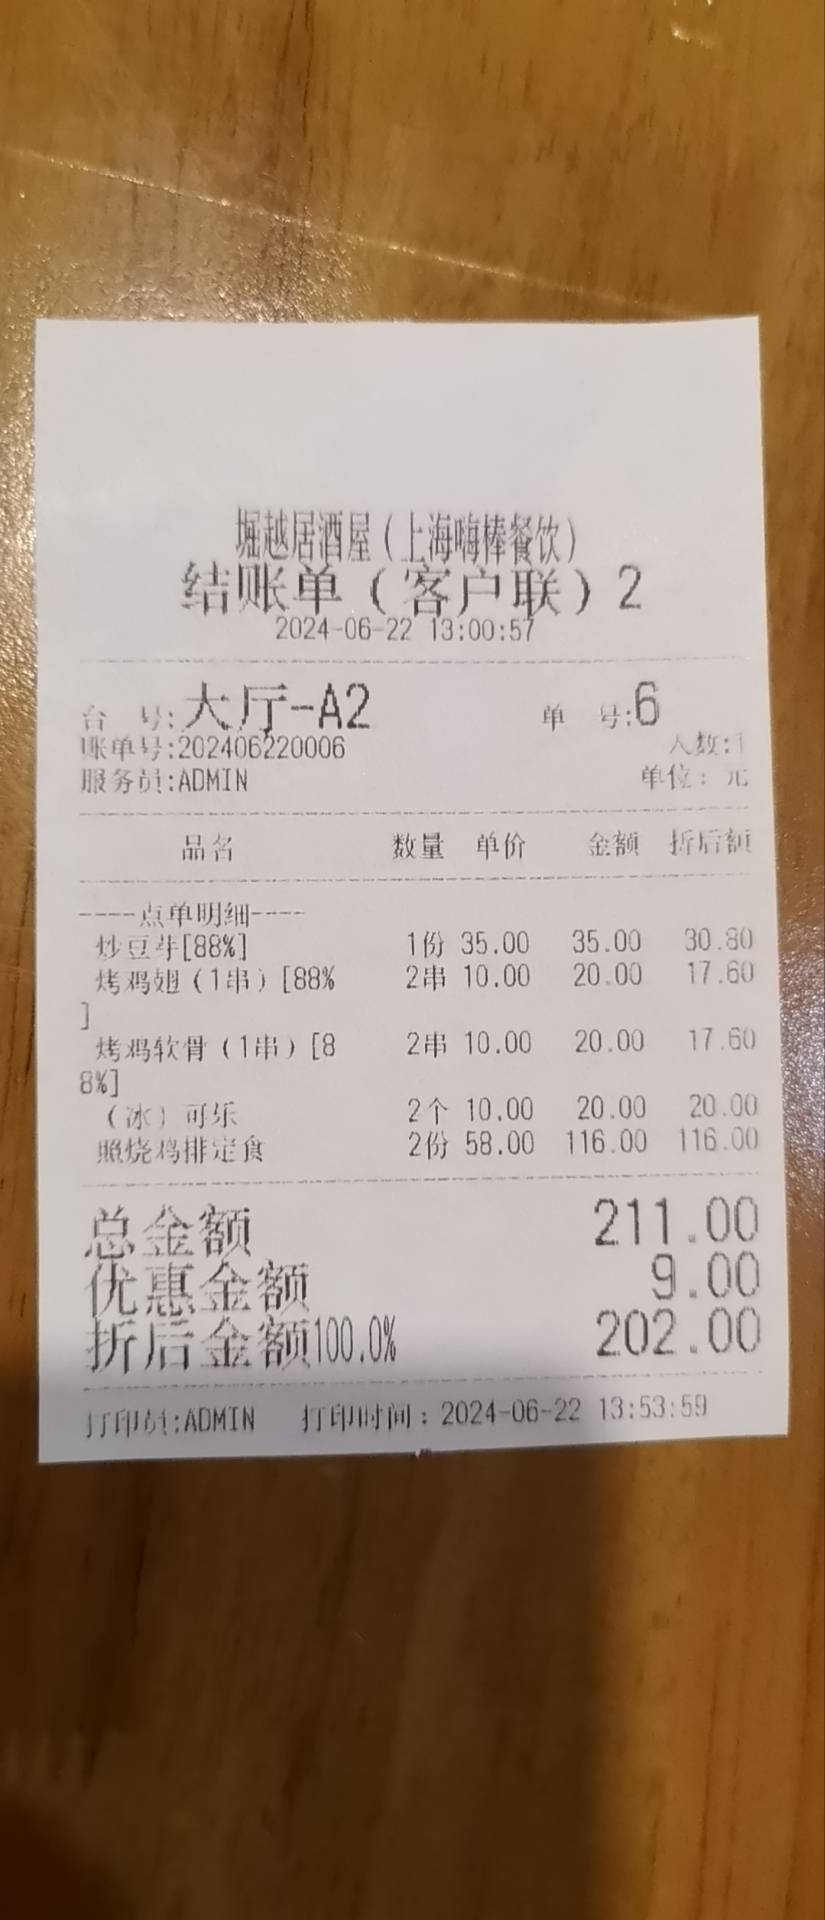 堀越居酒屋（上海嗨棒餐饮）
结账单（客户联）2
2024-06-22 13:00:57
台 号:大厅-A2 单 号:6
账单号:202406220006 人数:1
服务员:ADMIN 单位：元
品名 数量 单价 金额 折后额
----点单明细----
炒豆芽[88%] 1份 35.00 35.00 30.80
烤鸡翅（1串）[88% 2串 10.00 20.00 17.60
]
烤鸡软骨（1串）[8 2串 10.00 20.00 17.60
8%]
（冰）可乐 2个 10.00 20.00 20.00
照烧鸡排定食 2份 58.00 116.00 116.00
总金额 211.00
优惠金额 9.00
折后金额100.0% 202.00
打印员:ADMIN 打印时间：2024-06-22 13:53:59